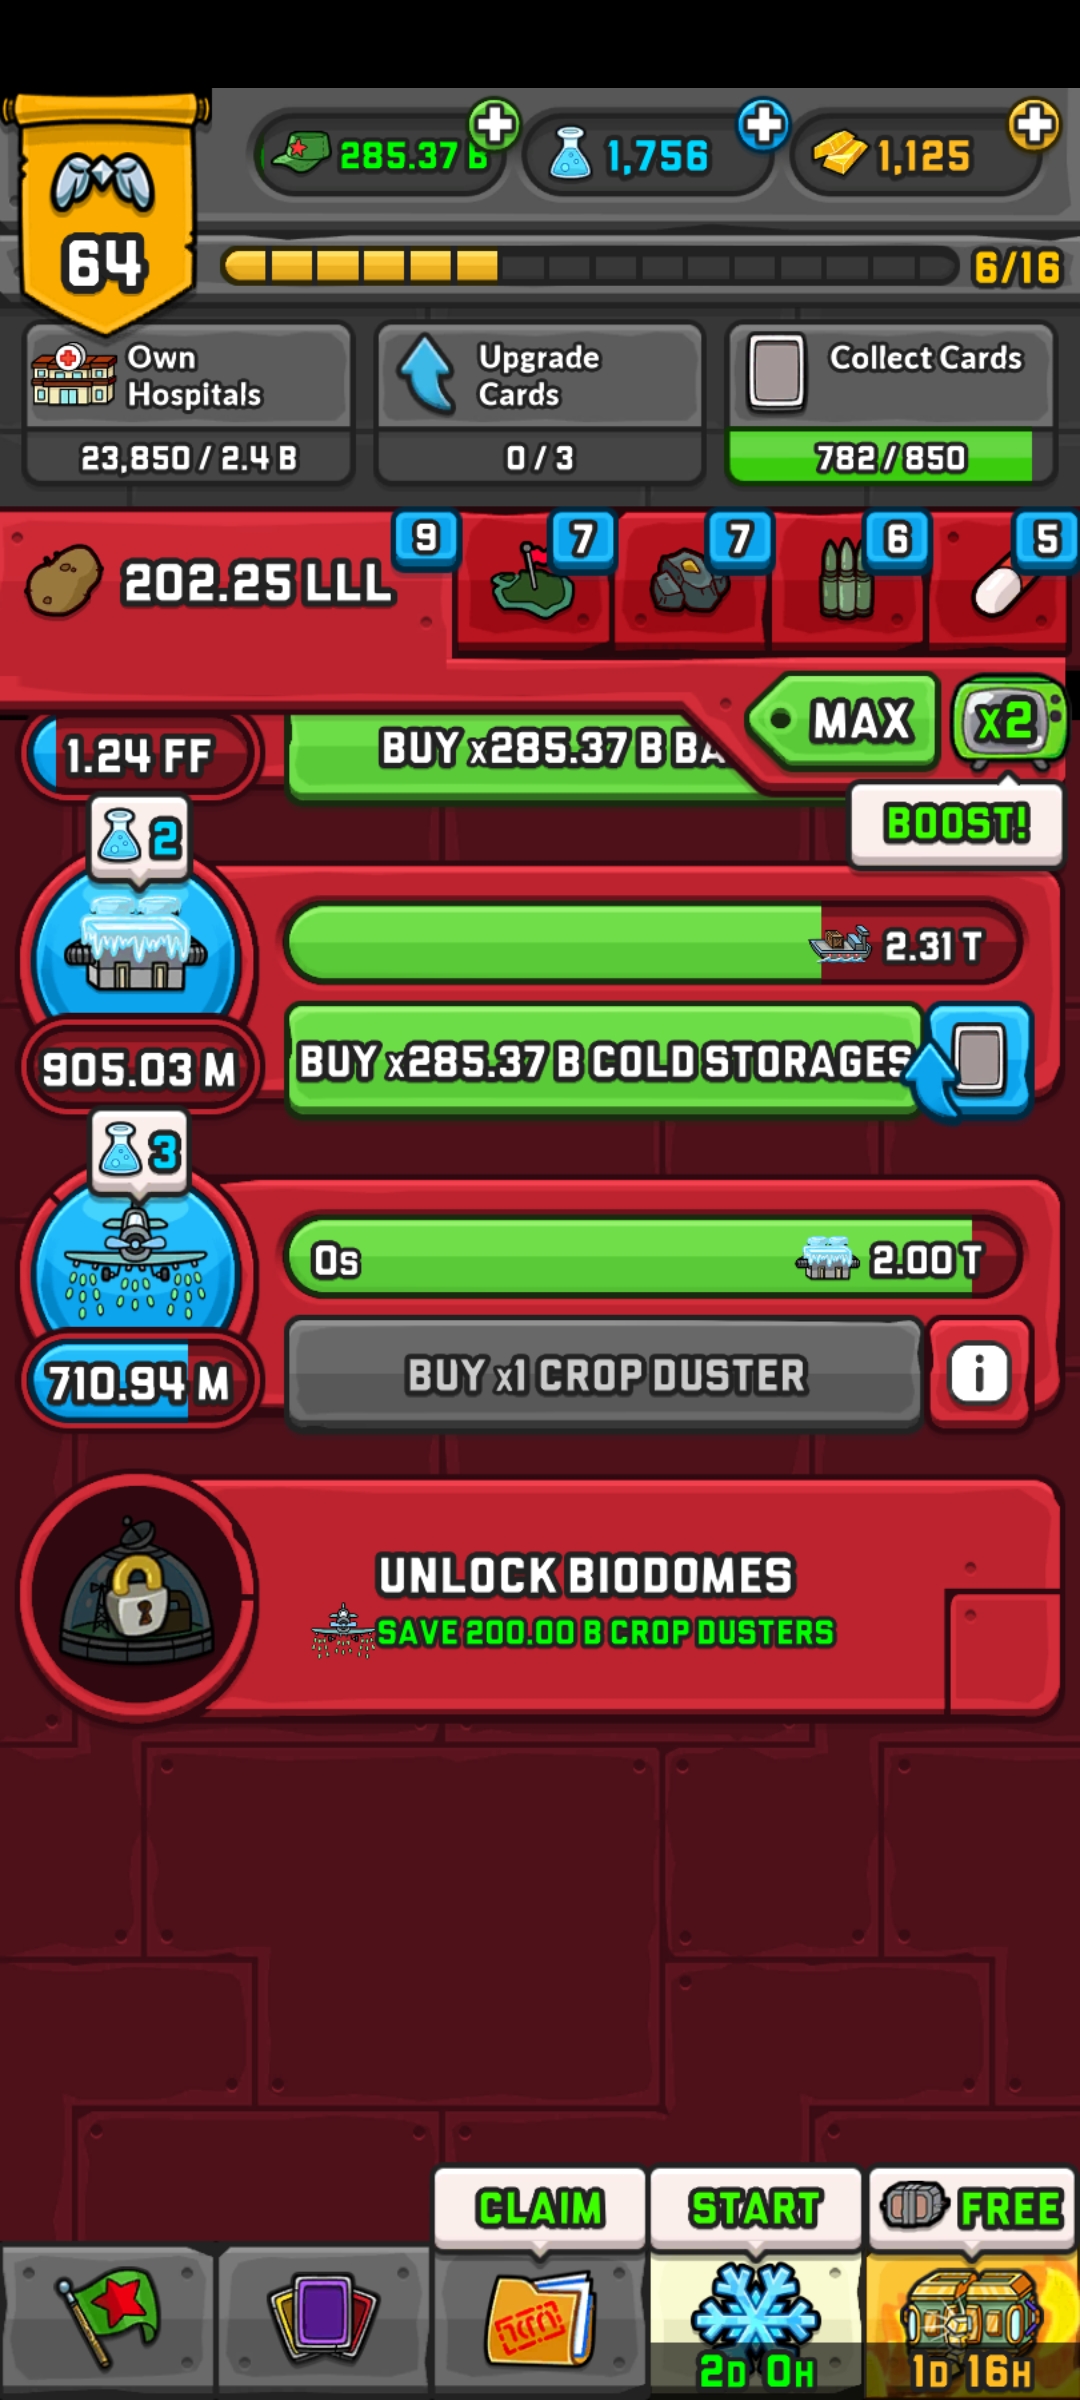 285.37 B
1,756
1,125
64
6/16
Own
Hospitals
23,850 / 2.4 B
Upgrade
Cards
0 / 3
Collect Cards
782 / 850
202.25 LLL
9
7
7
6
5
MAX
x2
BOOST!
1.24 FF
BUY x285.37 B BA
2
2.31 T
905.03 M
BUY x285.37 B COLD STORAGES
3
0s
2.00 T
710.94 M
BUY x1 CROP DUSTER
i
UNLOCK BIODOMES
SAVE 200.00 B CROP DUSTERS
CLAIM
START
FREE
2D 0H
1D 16H